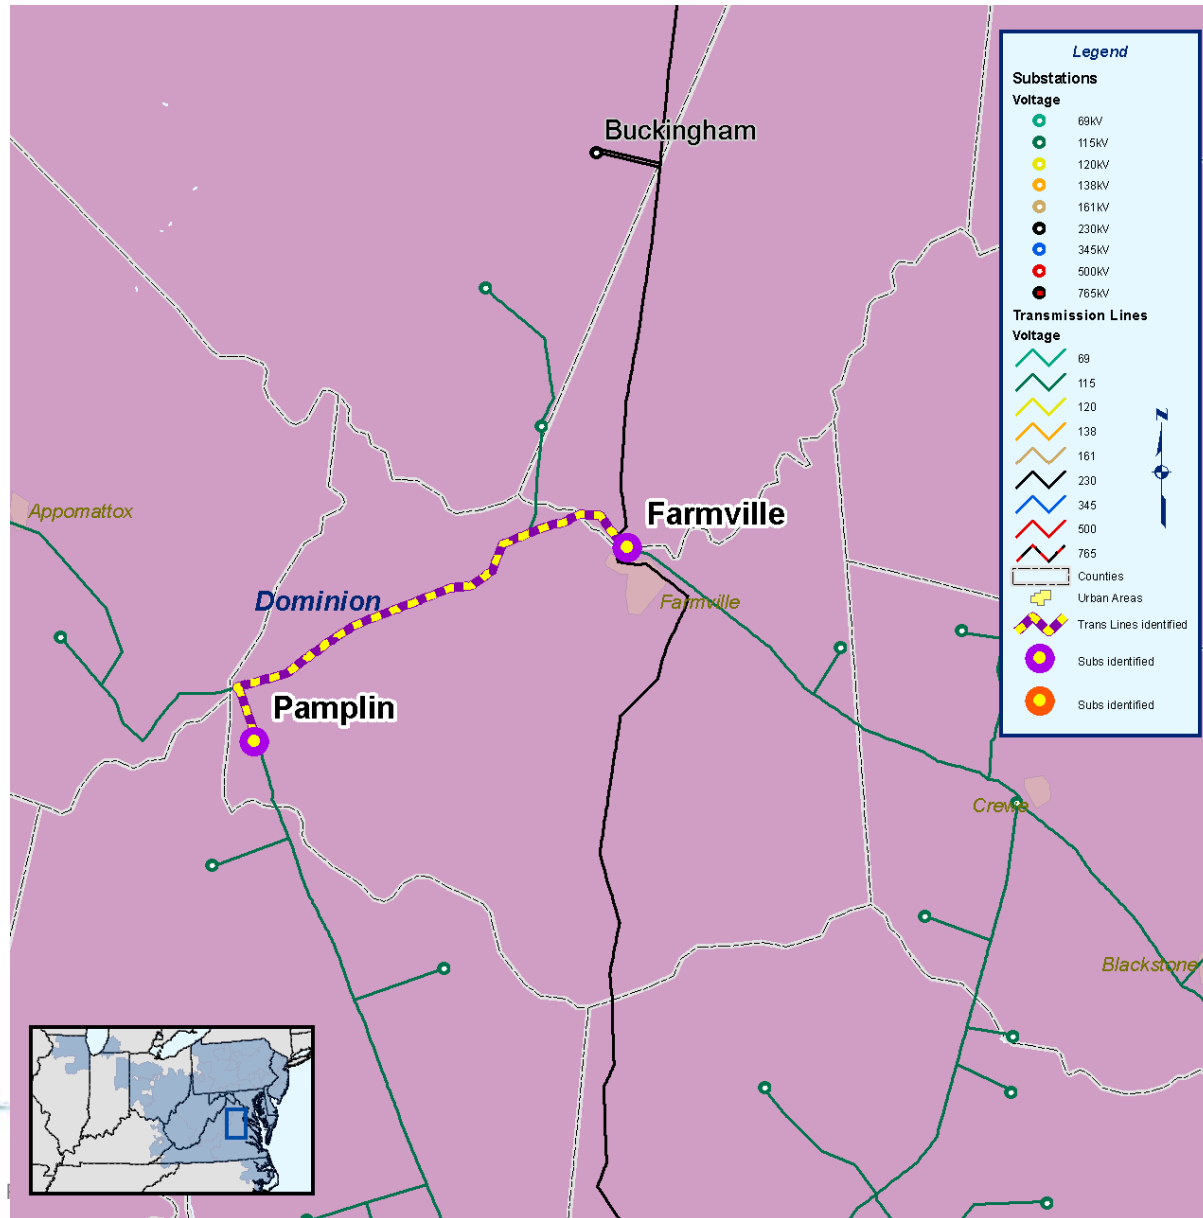 Buckingham
Appomattox
Farmville
Dominion
Farmville
Pamplin
Crewe
Blackstone
Legend
Substations
Voltage
69kV
115kV
120kV
138kV
161kV
230kV
345kV
500kV
765kV
Transmission Lines
Voltage
69
115
120
138
161
230
345
500
765
Counties
Urban Areas
Trans Lines identified
Subs identified
Subs identified
N